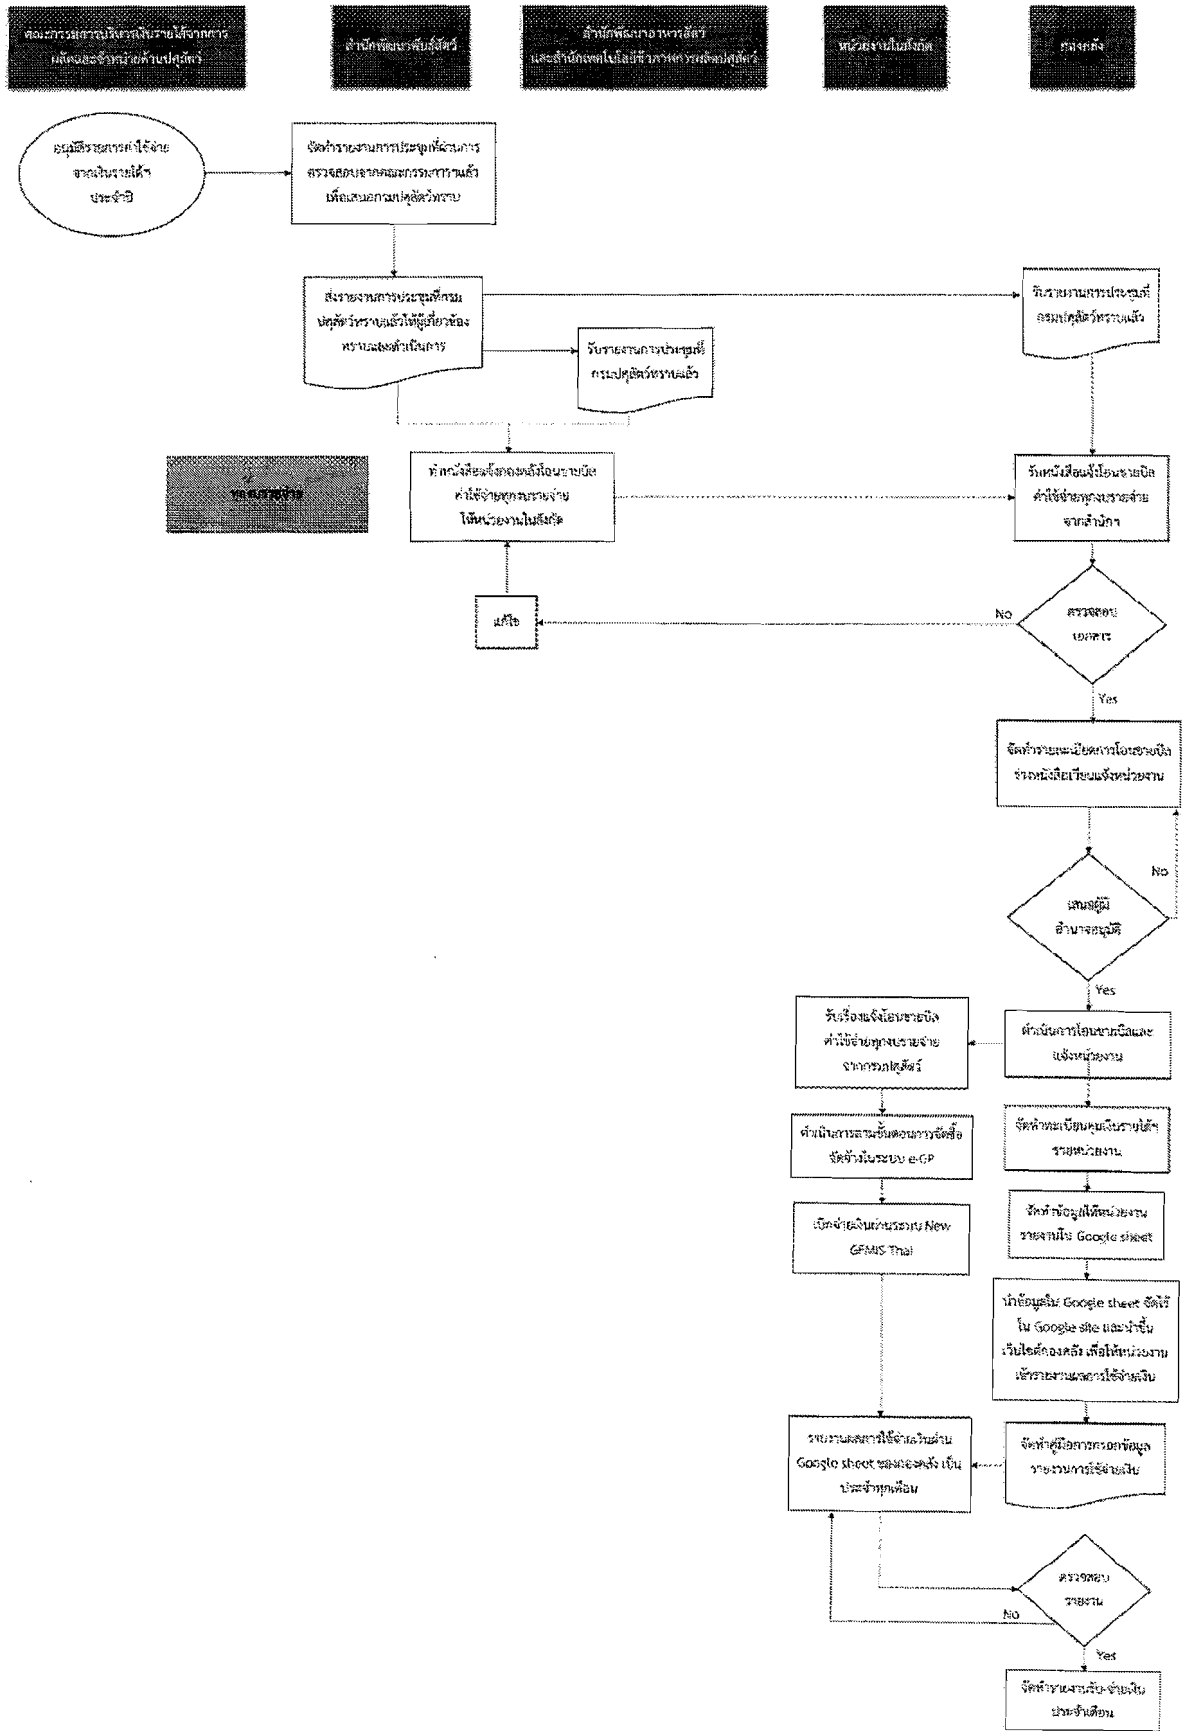 คณะกรรมการบริหารเงินรายได้จากการ
ผลิตและจำหน่ายด้านปศุสัตว์
สำนักพัฒนาพันธุ์สัตว์
สำนักพัฒนาอาหารสัตว์
และสำนักเทคโนโลยีชีวภาพการผลิตปศุสัตว์
หน่วยงานในสังกัด
กองคลัง
อนุมัติรายการค่าใช้จ่าย
จากเงินรายได้ฯ
ประจำปี
จัดทำรายงานการประชุมที่ผ่านการ
ตรวจสอบจากคณะกรรมการฯแล้ว
เพื่อเสนอกรมปศุสัตว์ทราบ
ส่งรายงานการประชุมที่กรม
ปศุสัตว์ทราบแล้วให้ผู้เกี่ยวข้อง
ทราบและดำเนินการ
รับรายงานการประชุมที่
กรมปศุสัตว์ทราบแล้ว
รับรายงานการประชุมที่
กรมปศุสัตว์ทราบแล้ว
ทุกงบรายจ่าย
ทำหนังสือแจ้งกองคลังโอนขายบิล
ค่าใช้จ่ายทุกงบรายจ่าย
ให้หน่วยงานในสังกัด
รับหนังสือแจ้งโอนขายบิล
ค่าใช้จ่ายทุกงบรายจ่าย
จากสำนักฯ
แก้ไข
No
ตรวจสอบ
เอกสาร
Yes
จัดทำรายละเอียดการโอนขายบิล
ร่างหนังสือเวียนแจ้งหน่วยงาน
No
เสนอผู้มี
อำนาจอนุมัติ
Yes
รับเรื่องแจ้งโอนขายบิล
ค่าใช้จ่ายทุกงบรายจ่าย
จากกรมปศุสัตว์
ดำเนินการโอนขายบิลและ
แจ้งหน่วยงาน
ดำเนินการตามขั้นตอนการจัดซื้อ
จัดจ้างในระบบ e-GP
จัดทำทะเบียนคุมเงินรายได้ฯ
รายหน่วยงาน
เบิกจ่ายเงินผ่านระบบ New
GFMIS Thai
จัดทำข้อมูลให้หน่วยงาน
รายงานใน Google sheet
นำข้อมูลใน Google sheet จัดไว้
ใน Google site และนำขึ้น
เว็บไซต์กองคลัง เพื่อให้หน่วยงาน
เข้ารายงานผลการใช้จ่ายเงิน
รายงานผลการใช้จ่ายเงินผ่าน
Google sheet ของกองคลัง เป็น
ประจำทุกเดือน
จัดทำคู่มือการกรอกข้อมูล
รายงานการใช้จ่ายเงิน
ตรวจสอบ
รายงาน
No
Yes
จัดทำรายงานรับ-จ่ายเงิน
ประจำเดือน